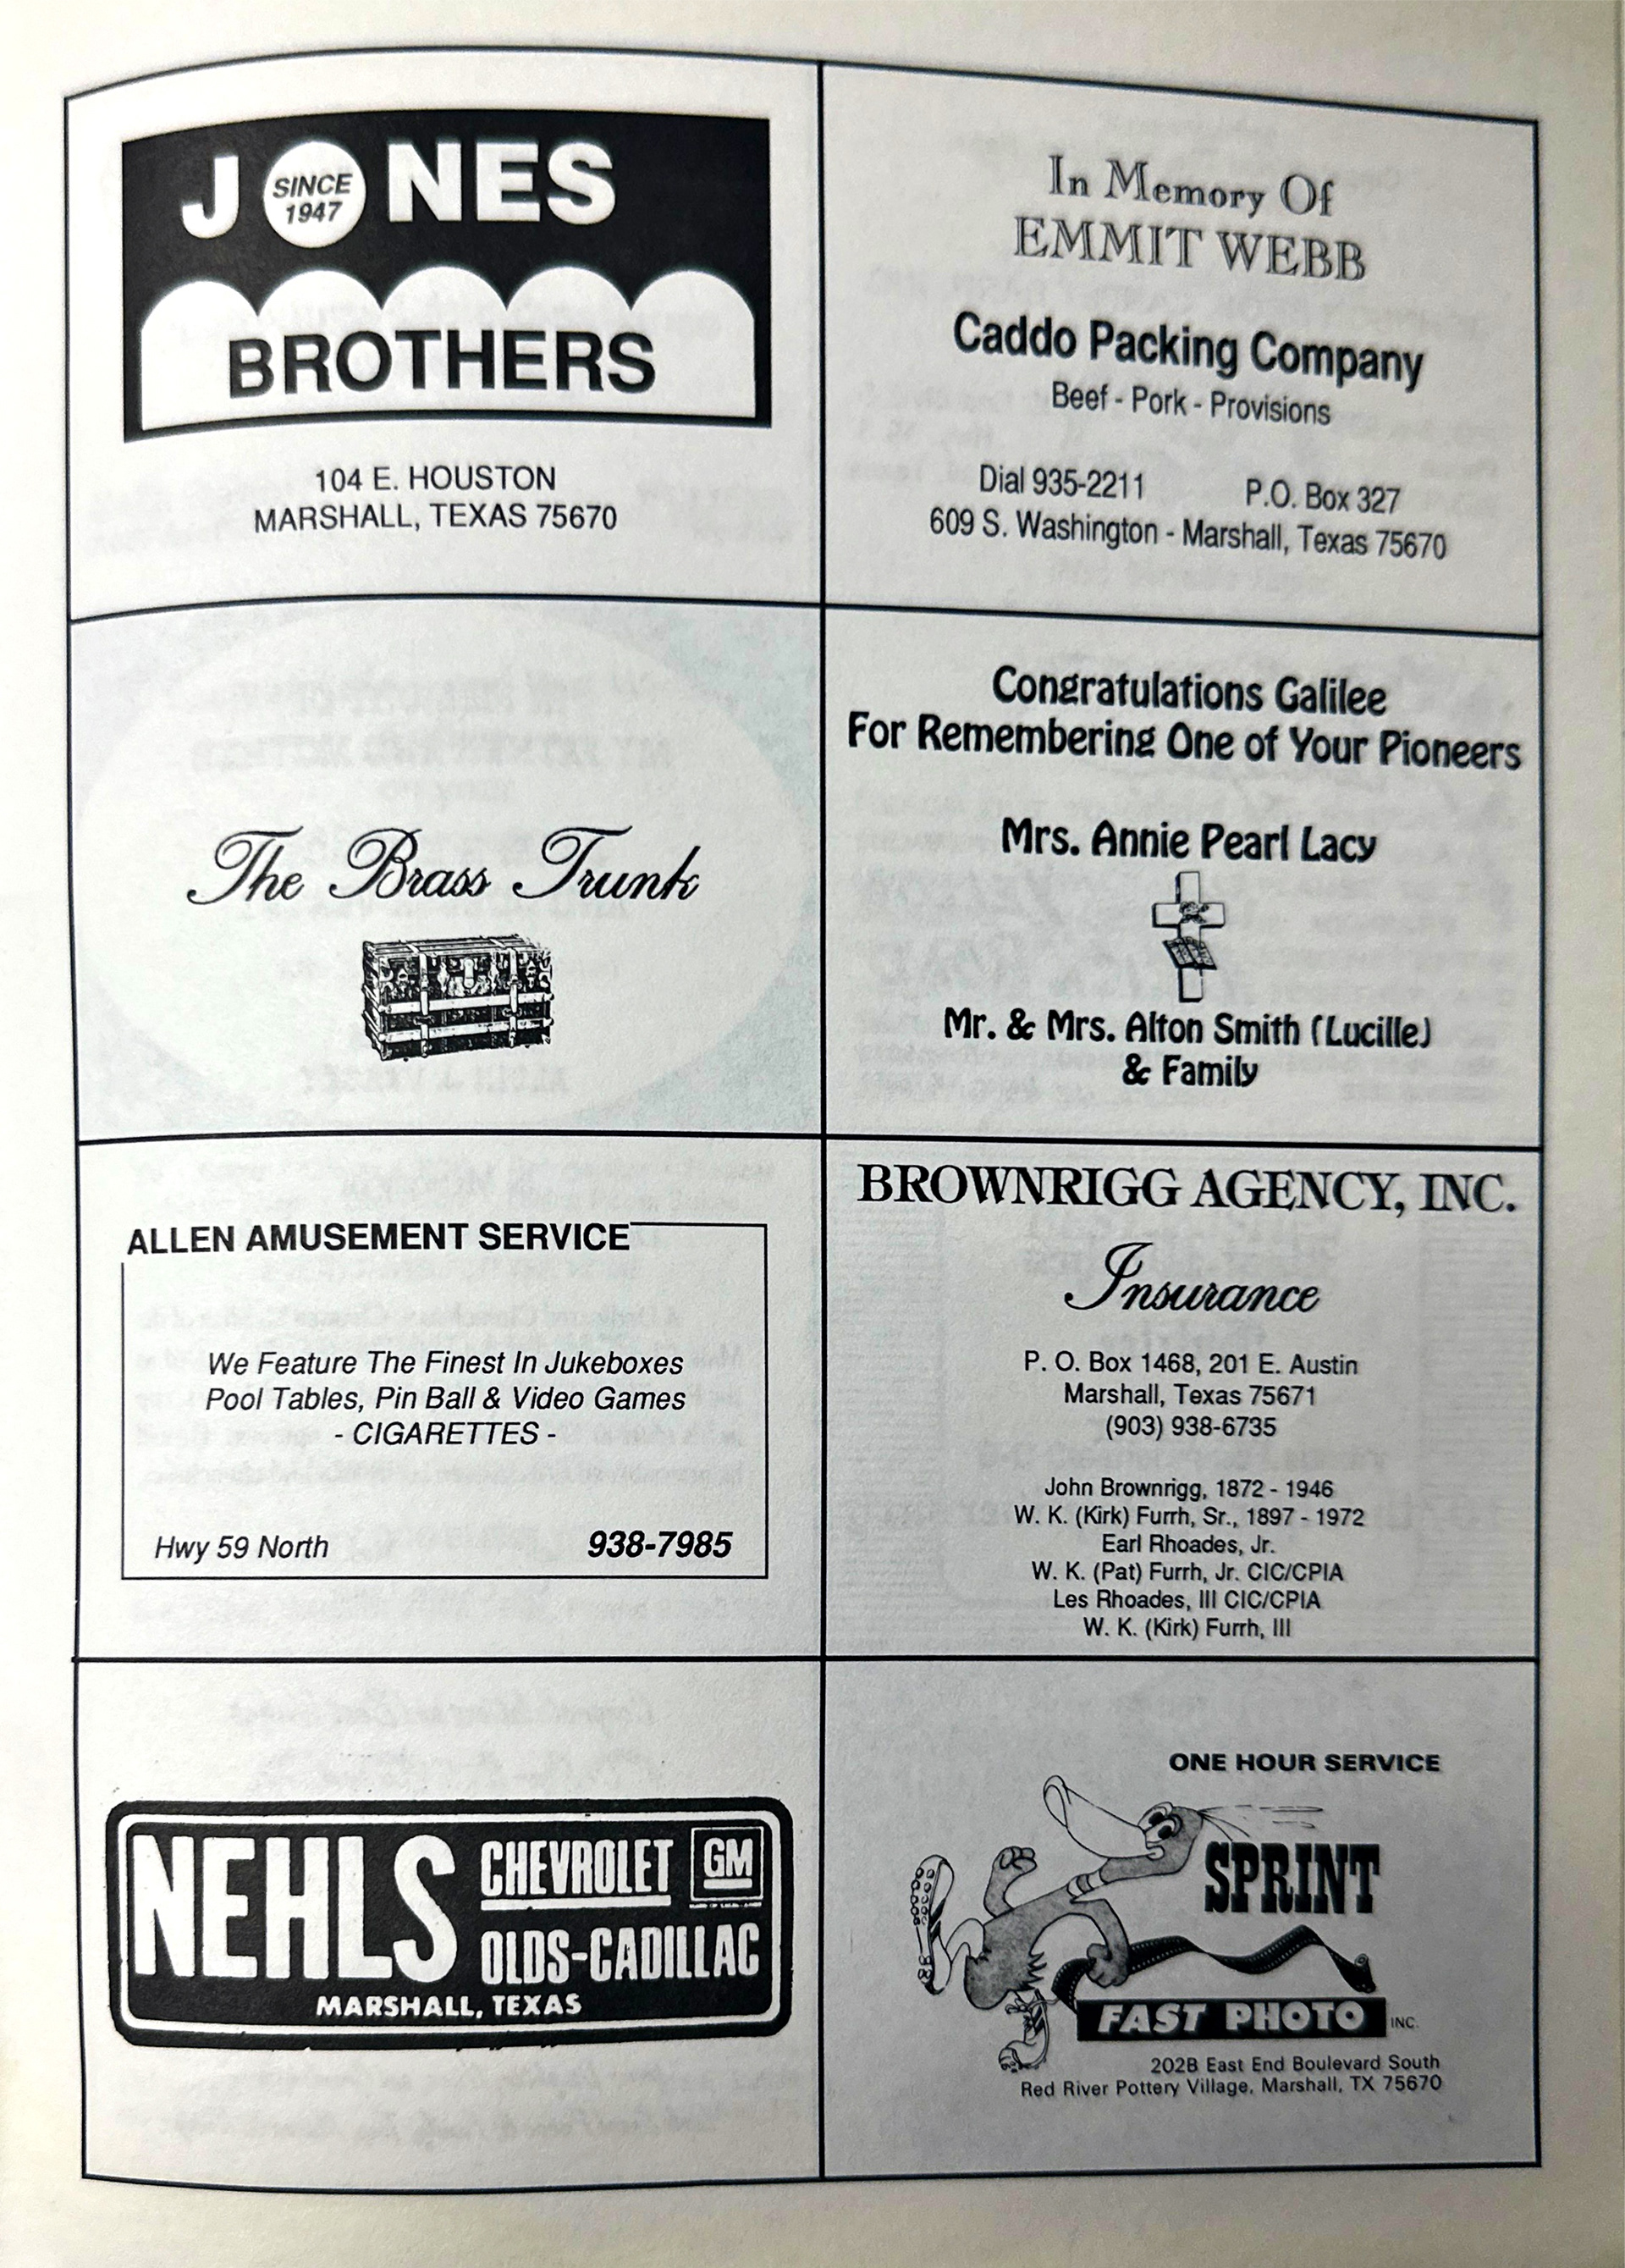 JONES
SINCE
1947
BROTHERS
104 E. HOUSTON
MARSHALL, TEXAS 75670
In Memory Of
EMMIT WEBB
Caddo Packing Company
Beef - Pork - Provisions
Dial 935-2211 P.O. Box 327
609 S. Washington - Marshall, Texas 75670
The Brass Trunk
Congratulations Galilee
For Remembering One of Your Pioneers
Mrs. Annie Pearl Lacy
Mr. & Mrs. Alton Smith (Lucille)
& Family
ALLEN AMUSEMENT SERVICE
We Feature The Finest In Jukeboxes
Pool Tables, Pin Ball & Video Games
- CIGARETTES -
Hwy 59 North 938-7985
BROWNRIGG AGENCY, INC.
Insurance
P. O. Box 1468, 201 E. Austin
Marshall, Texas 75671
(903) 938-6735
John Brownrigg, 1872 - 1946
W. K. (Kirk) Furrh, Sr., 1897 - 1972
Earl Rhoades, Jr.
W. K. (Pat) Furrh, Jr. CIC/CPIA
Les Rhoades, III CIC/CPIA
W. K. (Kirk) Furrh, III
NEHLS
CHEVROLET GM
OLDS-CADILLAC
MARSHALL, TEXAS
ONE HOUR SERVICE
SPRINT
FAST PHOTO INC.
202B East End Boulevard South
Red River Pottery Village, Marshall, TX 75670